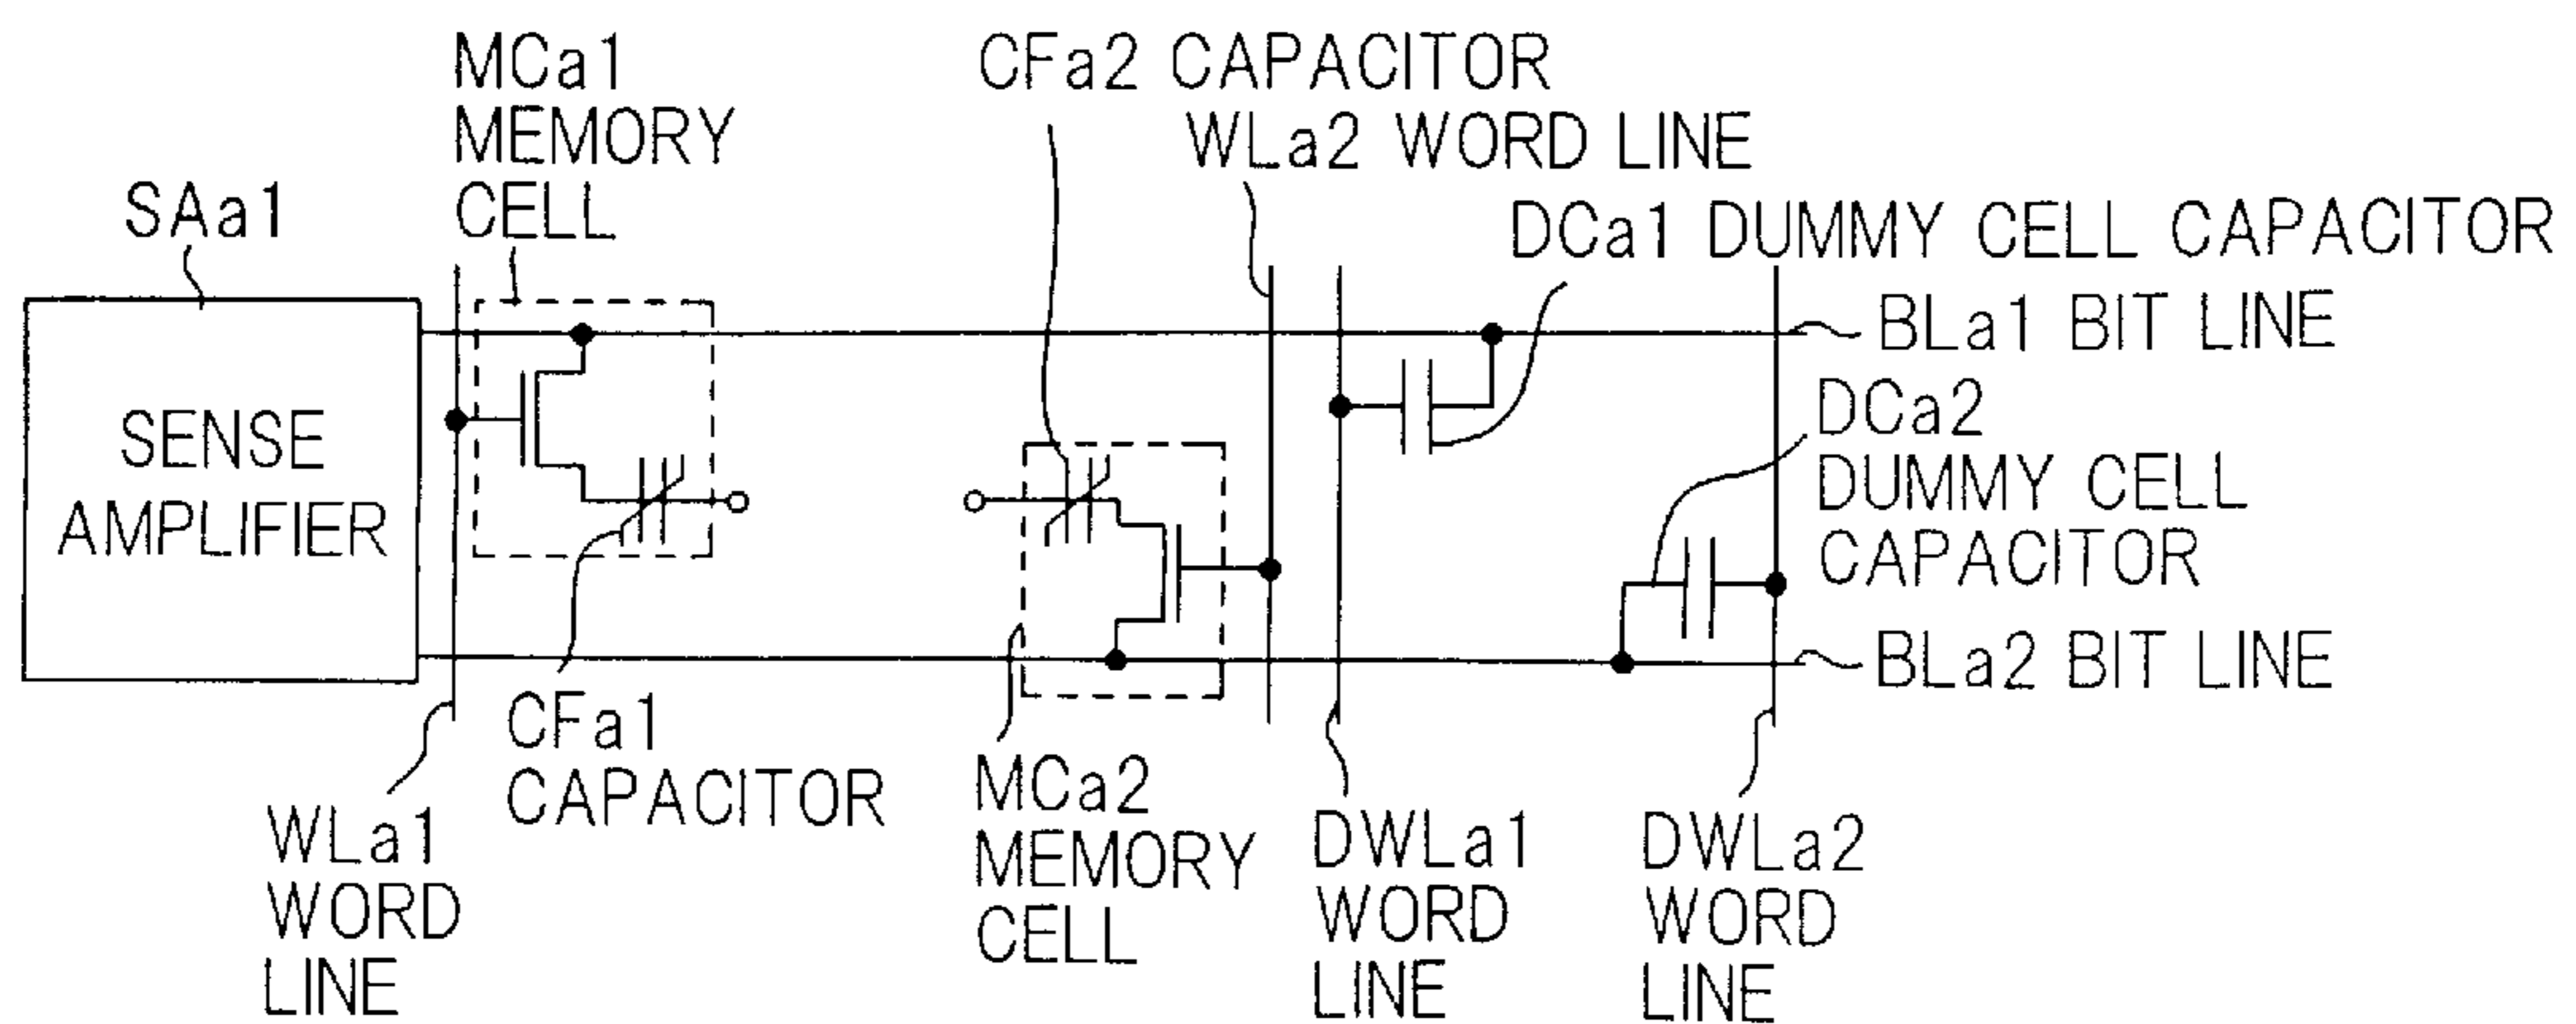 MCa1
MEMORY
CELL
CFa2 CAPACITOR
WLa2 WORD LINE
SAa1
DCa1 DUMMY CELL CAPACITOR
BLa1 BIT LINE
SENSE
AMPLIFIER
DCa2
DUMMY CELL
CAPACITOR
BLa2 BIT LINE
CFa1
CAPACITOR
MCa2
MEMORY
CELL
WLa1
WORD
LINE
DWLa1
WORD
LINE
DWLa2
WORD
LINE